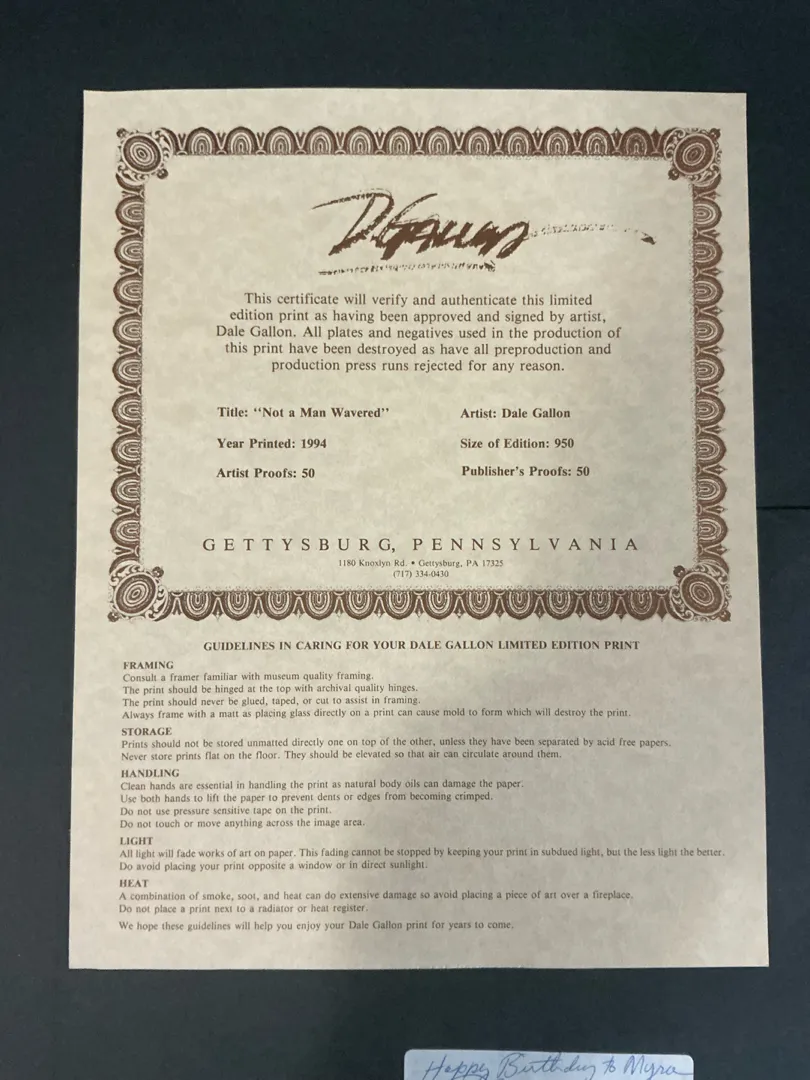 D. Gallon
This certificate will verify and authenticate this limited
edition print as having been approved and signed by artist,
Dale Gallon. All plates and negatives used in the production of
this print have been destroyed as have all preproduction and
production press runs rejected for any reason.
Title: "Not a Man Wavered" Artist: Dale Gallon
Year Printed: 1994 Size of Edition: 950
Artist Proofs: 50 Publisher's Proofs: 50
GETTYSBURG, PENNSYLVANIA
1180 Knoxlyn Rd. • Gettysburg, PA 17325
(717) 334-0430
GUIDELINES IN CARING FOR YOUR DALE GALLON LIMITED EDITION PRINT
FRAMING
Consult a framer familiar with museum quality framing.
The print should be hinged at the top with archival quality hinges.
The print should never be glued, taped, or cut to assist in framing.
Always frame with a matt as placing glass directly on a print can cause mold to form which will destroy the print.
STORAGE
Prints should not be stored unmatted directly one on top of the other, unless they have been separated by acid free papers.
Never store prints flat on the floor. They should be elevated so that air can circulate around them.
HANDLING
Clean hands are essential in handling the print as natural body oils can damage the paper.
Use both hands to lift the paper to prevent dents or edges from becoming crimped.
Do not use pressure sensitive tape on the print.
Do not touch or move anything across the image area.
LIGHT
All light will fade works of art on paper. This fading cannot be stopped by keeping your print in subdued light, but the less light the better.
Do avoid placing your print opposite a window or in direct sunlight.
HEAT
A combination of smoke, soot, and heat can do extensive damage so avoid placing a piece of art over a fireplace.
Do not place a print next to a radiator or heat register.
We hope these guidelines will help you enjoy your Dale Gallon print for years to come.
Happy Birthday to Myra